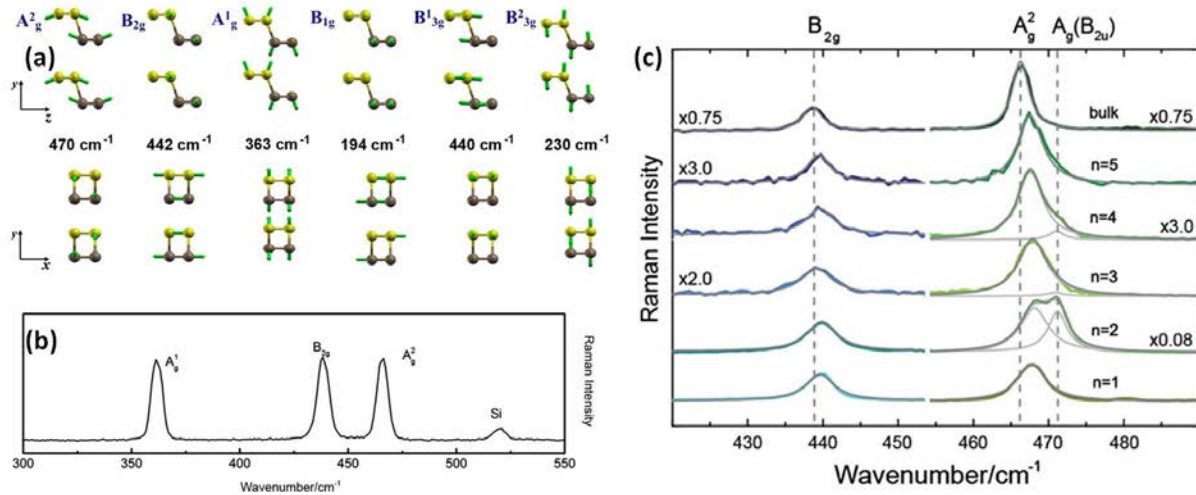 A²g B2g A¹g B1g B¹3g B²3g
(a)
y
z
470 cm⁻¹ 442 cm⁻¹ 363 cm⁻¹ 194 cm⁻¹ 440 cm⁻¹ 230 cm⁻¹
y
x
(b)
A¹g
B2g
A²g
Si
Raman Intensity
300 350 400 450 500 550
Wavenumber/cm⁻¹
(c)
B2g A²g Ag(B2u)
x0.75 bulk x0.75
x3.0 n=5
n=4 x3.0
x2.0 n=3
n=2 x0.08
n=1
Raman Intensity
430 440 450 460 470 480
Wavenumber/cm⁻¹